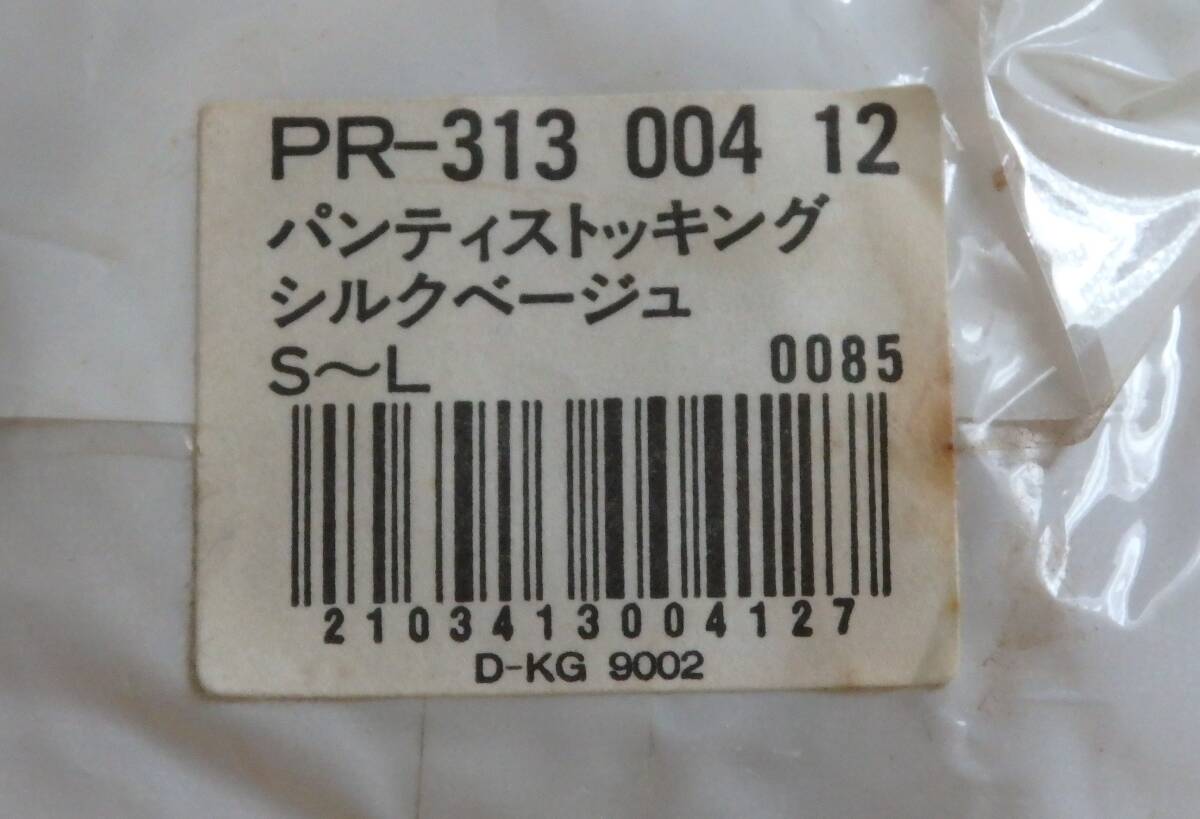 PR-313 004 12
パンティストッキング
シルクベージュ
S〜L 0085
2103413004127
D-KG 9002